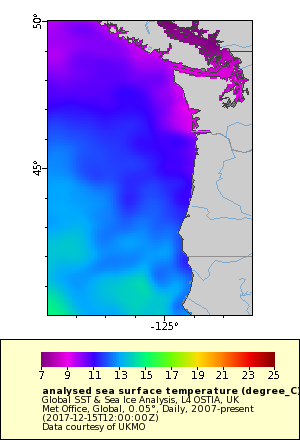 50°
45°
-125°
7 9 11 13 15 17 19 21 23 25
analysed sea surface temperature (degree_C)
Global SST & Sea Ice Analysis, L4 OSTIA, UK
Met Office, Global, 0.05°, Daily, 2007-present
(2017-12-15T12:00:00Z)
Data courtesy of UKMO